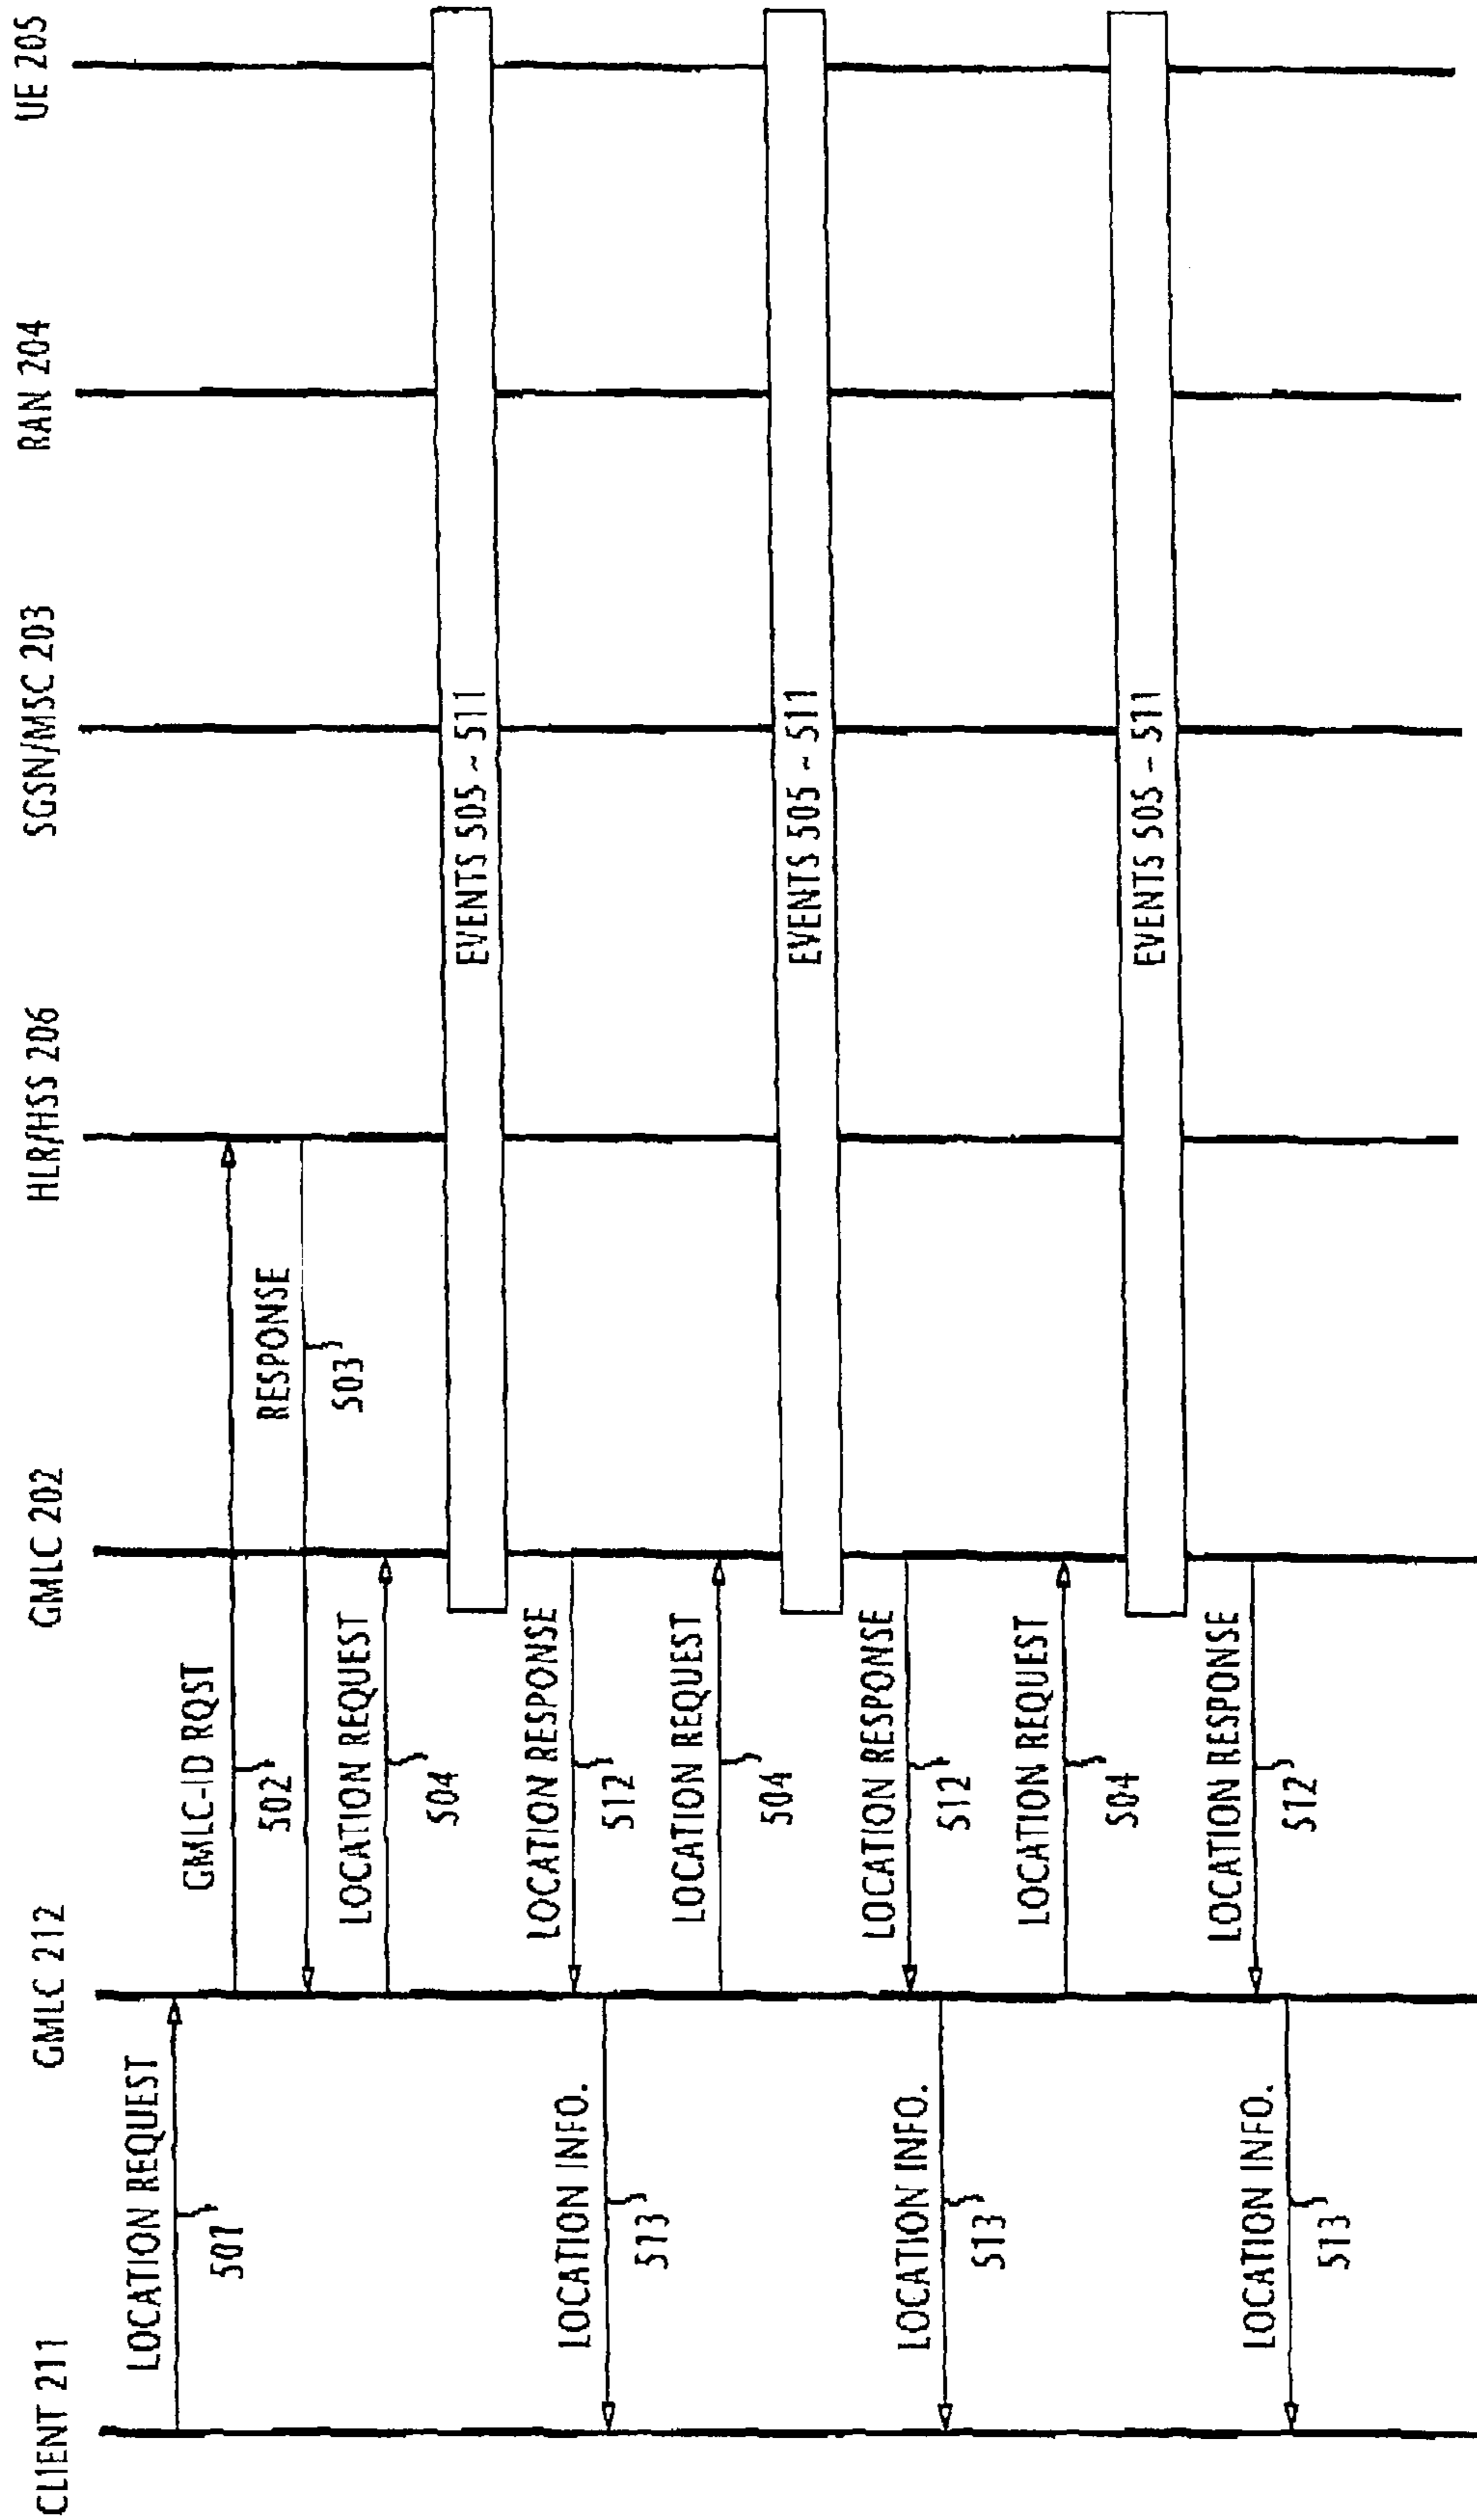 CLIENT 211
GMLC 212
GMLC 202
HLR/HSS 206
SGSN/MSC 203
RAN 204
UE 205
LOCATION REQUEST
501
GMLC-ID RQST
502
RESPONSE
503
LOCATION REQUEST
504
EVENTS 505 ~ 511
LOCATION RESPONSE
512
LOCATION INFO.
513
LOCATION REQUEST
504
EVENTS 505 ~ 511
LOCATION RESPONSE
512
LOCATION INFO.
513
LOCATION REQUEST
504
EVENTS 505 - 511
LOCATION RESPONSE
512
LOCATION INFO.
513